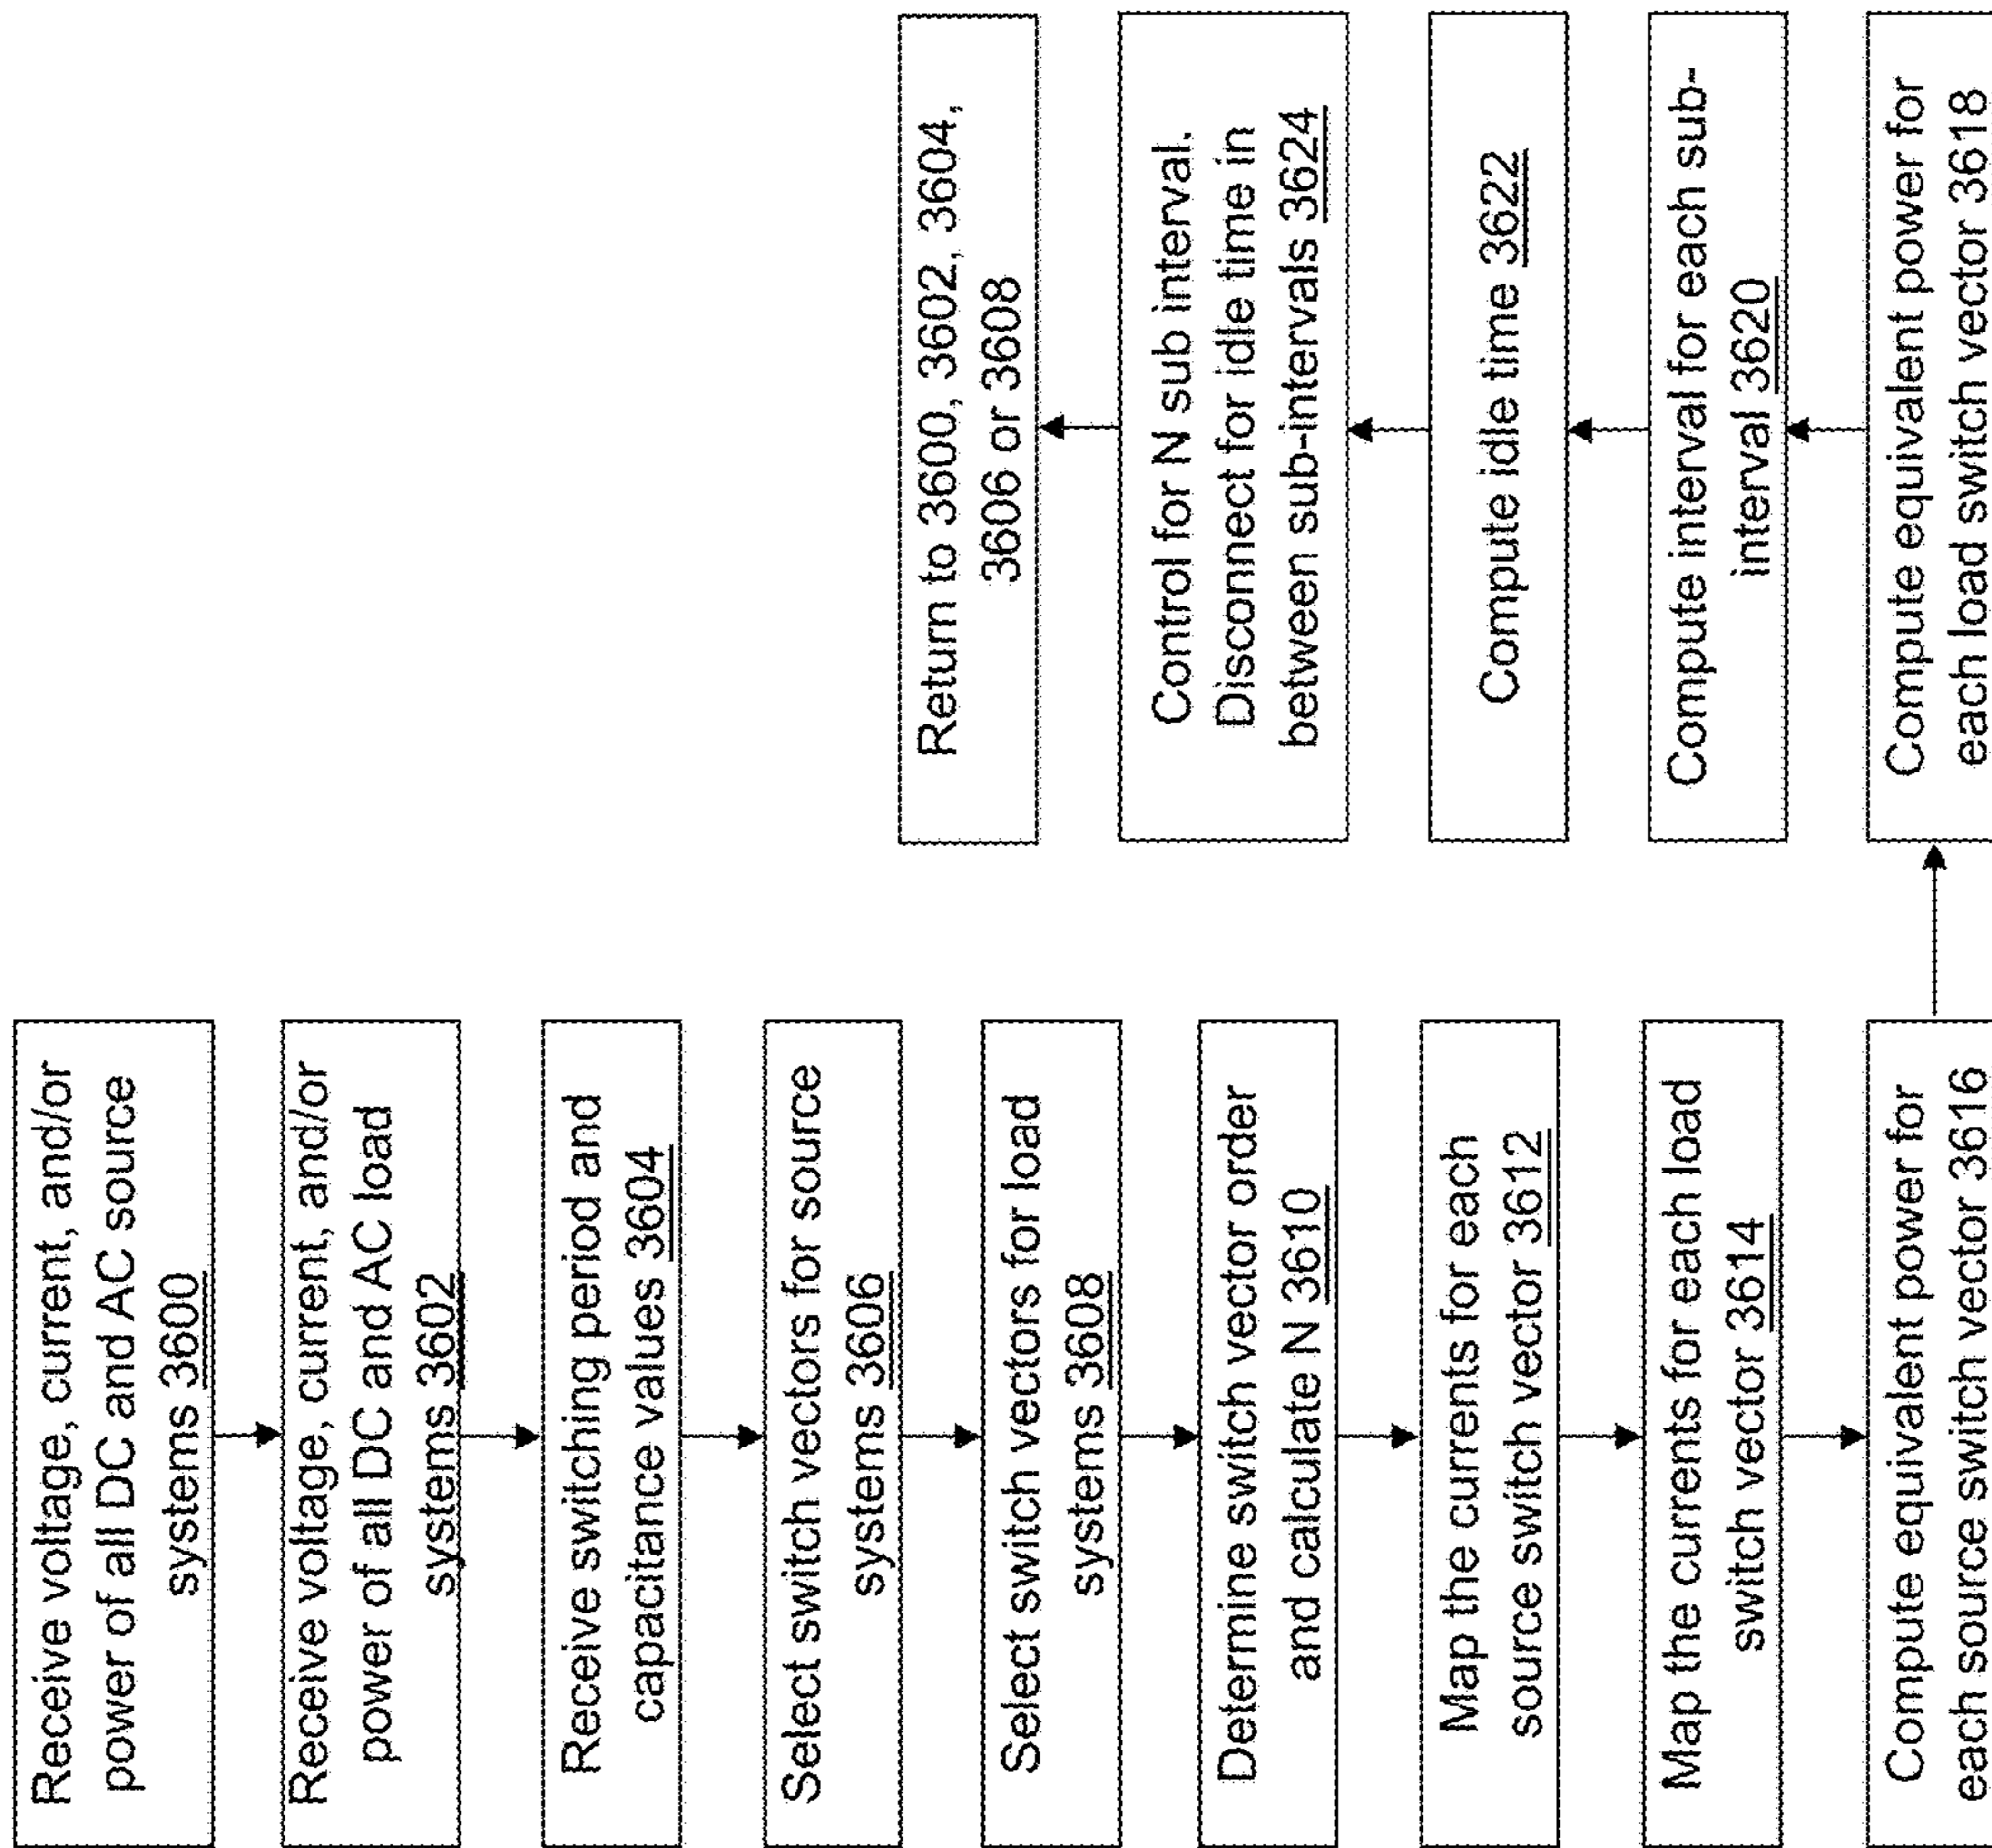 Receive voltage, current, and/or
power of all DC and AC source
systems 3600
Receive voltage, current, and/or
power of all DC and AC load
systems 3602
Receive switching period and
capacitance values 3604
Select switch vectors for source
systems 3606
Select switch vectors for load
systems 3608
Determine switch vector order
and calculate N 3610
Map the currents for each
source switch vector 3612
Map the currents for each load
switch vector 3614
Compute equivalent power for
each source switch vector 3616
Compute equivalent power for
each load switch vector 3618
Compute interval for each sub-
interval 3620
Compute idle time 3622
Control for N sub interval.
Disconnect for idle time in
between sub-intervals 3624
Return to 3600, 3602, 3604,
3606 or 3608